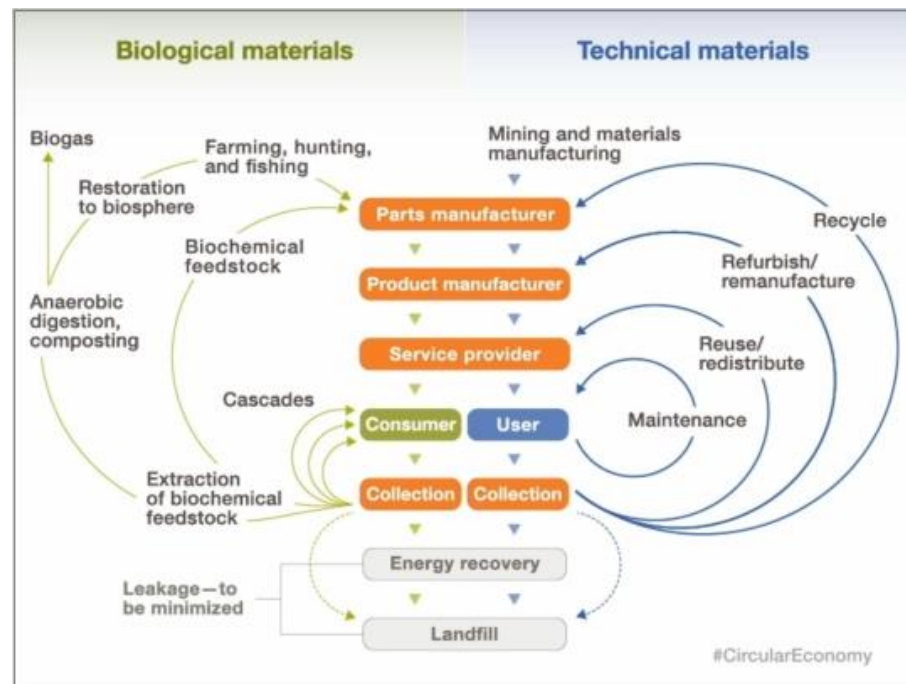 Biological materials
Technical materials
Biogas
Farming, hunting,
and fishing
Mining and materials
manufacturing
Restoration
to biosphere
Parts manufacturer
Recycle
Biochemical
feedstock
Refurbish/
remanufacture
Product manufacturer
Anaerobic
digestion,
composting
Service provider
Reuse/
redistribute
Cascades
Consumer
User
Maintenance
Extraction
of biochemical
feedstock
Collection
Collection
Energy recovery
Leakage—to
be minimized
Landfill
#CircularEconomy